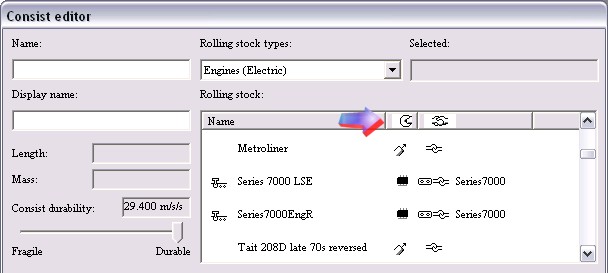 Consist editor
Name:
Rolling stock types:
Selected:
Engines (Electric)
Display name:
Rolling stock:
Name
Length:
Metroliner
Mass:
Series 7000 LSE
Series7000
Consist durability:
29.400 m/s/s
Series7000EngR
Series7000
Fragile
Durable
Tait 208D late 70s reversed